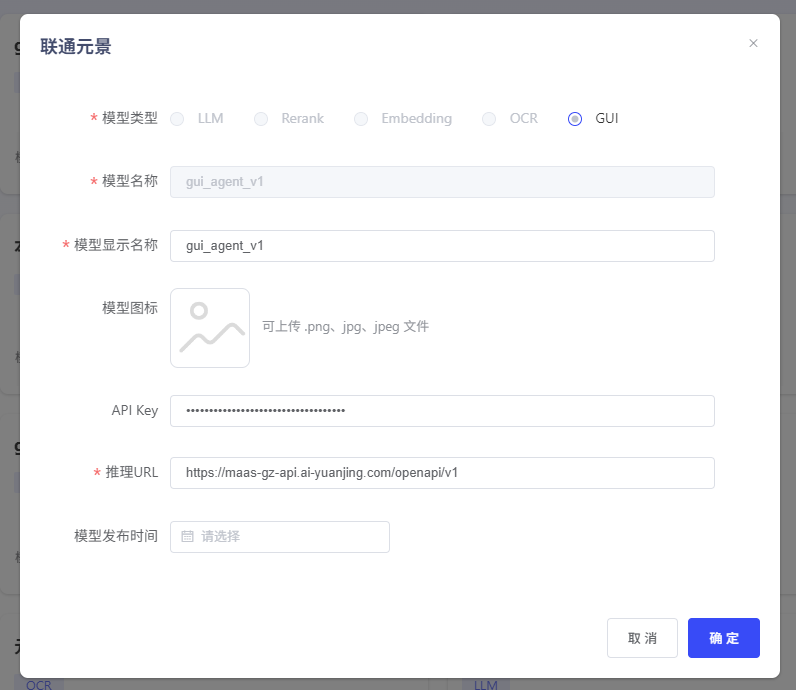 联通元景
* 模型类型 LLM Rerank Embedding OCR GUI
* 模型名称 gui_agent_v1
* 模型显示名称 gui_agent_v1
模型图标 可上传 .png、jpg、jpeg 文件
API Key ••••••••••••••••••••••••••••••••••
* 推理URL https://maas-gz-api.ai-yuanjing.com/openapi/v1
模型发布时间 请选择
取 消 确 定
OCR LLM